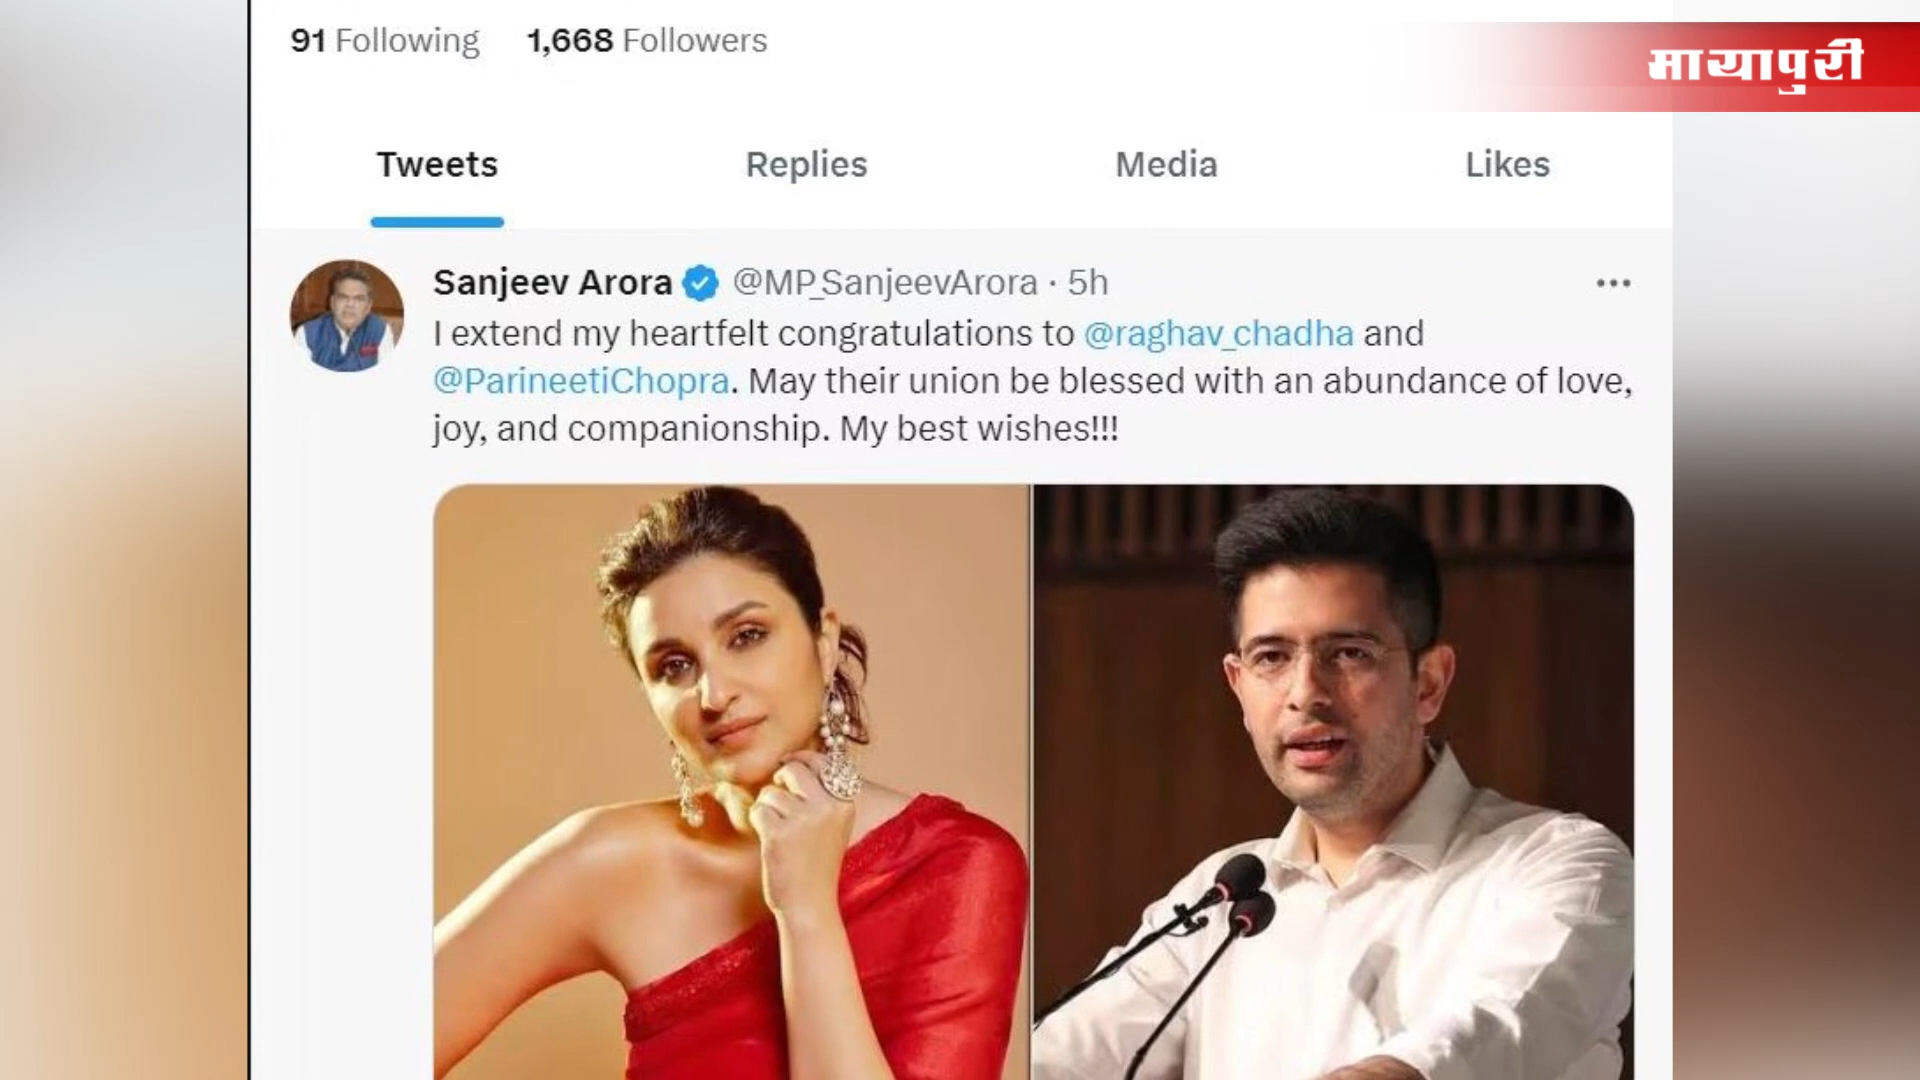 91 Following 1,668 Followers
मायापुरी
Tweets Replies Media Likes
Sanjeev Arora @MP_SanjeevArora · 5h
I extend my heartfelt congratulations to @raghav_chadha and
@ParineetiChopra. May their union be blessed with an abundance of love,
joy, and companionship. My best wishes!!!